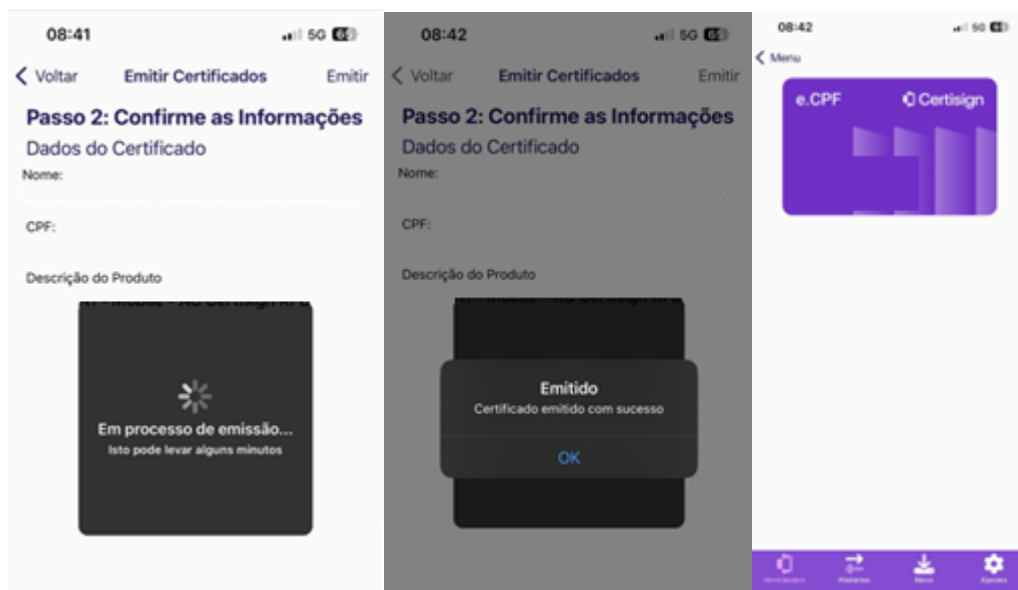 08:41
5G
Voltar
Emitir Certificados
Emitir
Passo 2: Confirme as Informações
Dados do Certificado
Nome:
CPF:
Descrição do Produto
Em processo de emissão...
Isto pode levar alguns minutos
08:42
5G
Voltar
Emitir Certificados
Emitir
Passo 2: Confirme as Informações
Dados do Certificado
Nome:
CPF:
Descrição do Produto
Emitido
Certificado emitido com sucesso
OK
08:42
5G
Menu
e.CPF
Certisign
Novo
Ajustes